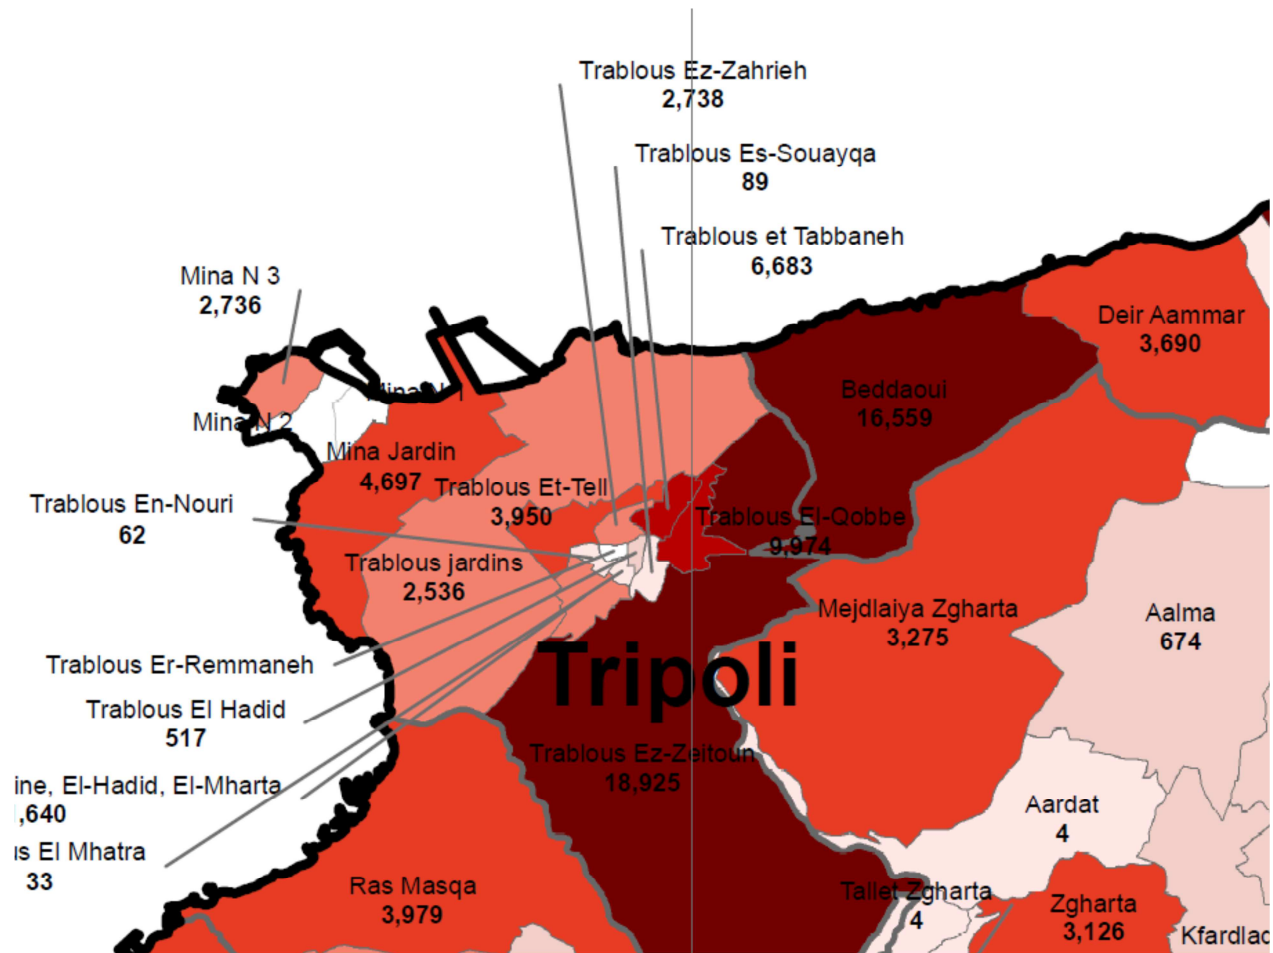 Trablous Ez-Zahrieh
2,738
Trablous Es-Souayqa
89
Trablous et Tabbaneh
6,683
Mina N 3
2,736
Deir Aammar
3,690
Beddaoui
16,559
Mina N 1
Mina N 2
Mina Jardin
4,697
Trablous Et-Tell
3,950
Trablous En-Nouri
62
Trablous El-Qobbe
9,974
Trablous jardins
2,536
Mejdlaiya Zgharta
3,275
Aalma
674
Trablous Er-Remmaneh
Tripoli
Trablous El Hadid
517
Trablous Ez-Zeitoun
18,925
ine, El-Hadid, El-Mharta
,640
Aardat
4
s El Mhatra
33
Ras Masqa
3,979
Tallet Zgharta
4
Zgharta
3,126
Kfardlac